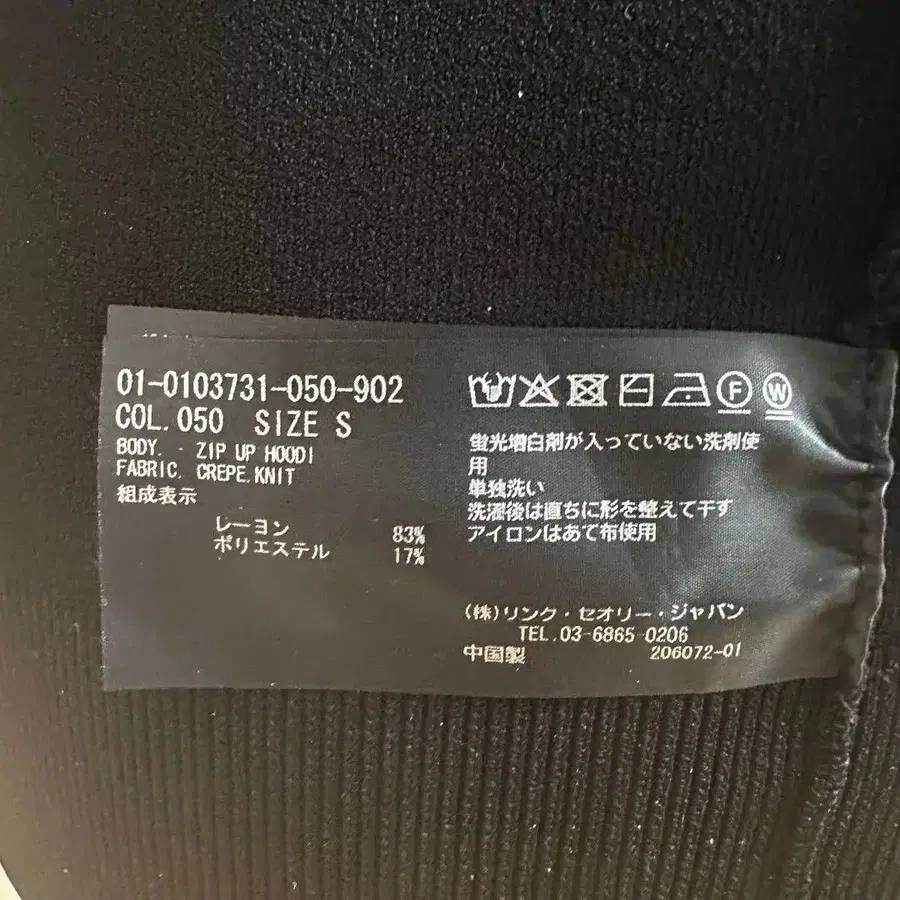 01-0103731-050-902
COL.050 SIZE S
BODY. - ZIP UP HOODI
FABRIC. CREPE.KNIT
組成表示
レーヨン 83%
ポリエステル 17%
F W
蛍光増白剤が入っていない洗剤使
用
単独洗い
洗濯後は直ちに形を整えて干す
アイロンはあて布使用
(株)リンク・セオリー・ジャパン
TEL.03-6865-0206
中国製 206072-01